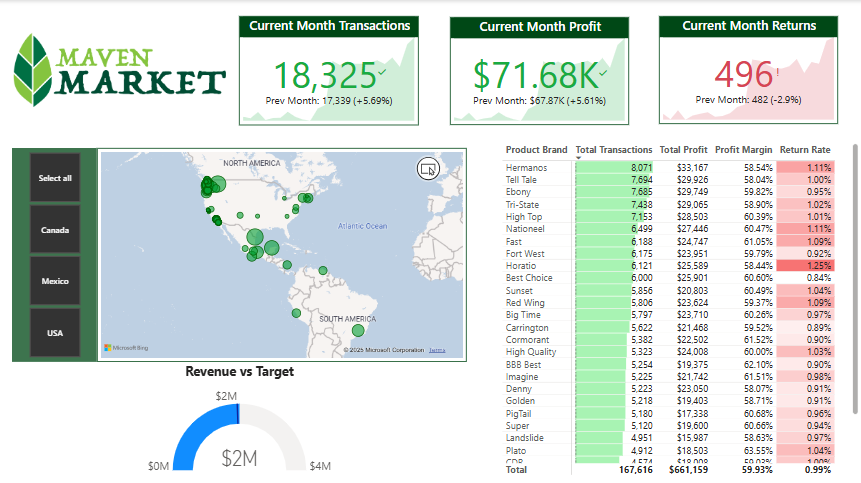 MAVEN
MARKET
Current Month Transactions
18,325
Prev Month: 17,339 (+5.69%)
Current Month Profit
$71.68K
Prev Month: $67.87K (+5.61%)
Current Month Returns
496!
Prev Month: 482 (-2.9%)
Select all
Canada
Mexico
USA
NORTH AMERICA
Atlantic Ocean
SOUTH AMERICA
Microsoft Bing
© 2025 Microsoft Corporation Terms
Revenue vs Target
$2M
$0M
$2M
$4M
Product Brand Total Transactions Total Profit Profit Margin Return Rate
Hermanos 8,071 $33,167 58.54% 1.11%
Tell Tale 7,694 $29,926 58.04% 1.00%
Ebony 7,685 $29,749 59.82% 0.95%
Tri-State 7,438 $29,065 58.90% 1.02%
High Top 7,153 $28,503 60.39% 1.01%
Nationeel 6,499 $27,446 60.47% 1.11%
Fast 6,188 $24,747 61.05% 1.09%
Fort West 6,175 $23,951 59.79% 0.92%
Horatio 6,121 $25,589 58.44% 1.25%
Best Choice 6,000 $25,901 60.60% 0.84%
Sunset 5,856 $20,803 60.49% 1.04%
Red Wing 5,806 $23,624 59.37% 1.09%
Big Time 5,797 $23,710 60.26% 0.97%
Carrington 5,622 $21,468 59.52% 0.89%
Cormorant 5,382 $22,502 61.52% 0.90%
High Quality 5,323 $24,008 60.00% 1.03%
BBB Best 5,254 $19,375 62.10% 0.90%
Imagine 5,225 $21,742 61.51% 0.98%
Denny 5,223 $23,050 58.07% 0.91%
Golden 5,218 $19,403 58.71% 0.91%
PigTail 5,180 $17,338 60.68% 0.96%
Super 5,120 $19,600 60.66% 0.94%
Landslide 4,951 $15,987 58.63% 0.97%
Plato 4,912 $18,503 63.55% 1.04%
Total 167,616 $661,159 59.93% 0.99%